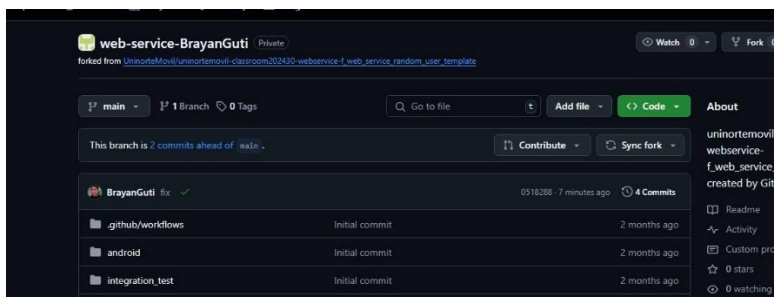 web-service-BrayanGuti Private
Watch 0
Fork
forked from UninorteMovil/uninortemovil-classroom202430-webservice-f_web_service_random_user_template
main
1 Branch
0 Tags
Go to file
t
Add file
Code
About
This branch is 2 commits ahead of main.
Contribute
Sync fork
uninortemovil
webservice-
f_web_service_
created by Git
BrayanGuti fix
0518288 · 7 minutes ago
4 Commits
.github/workflows
Initial commit
2 months ago
android
Initial commit
2 months ago
integration_test
Initial commit
2 months ago
Readme
Activity
Custom pro
0 stars
0 watching